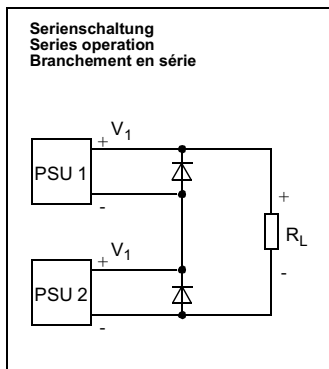 Serienschaltung
Series operation
Branchement en série
+ V1
PSU 1
-
+
RL
-
+ V1
PSU 2
-